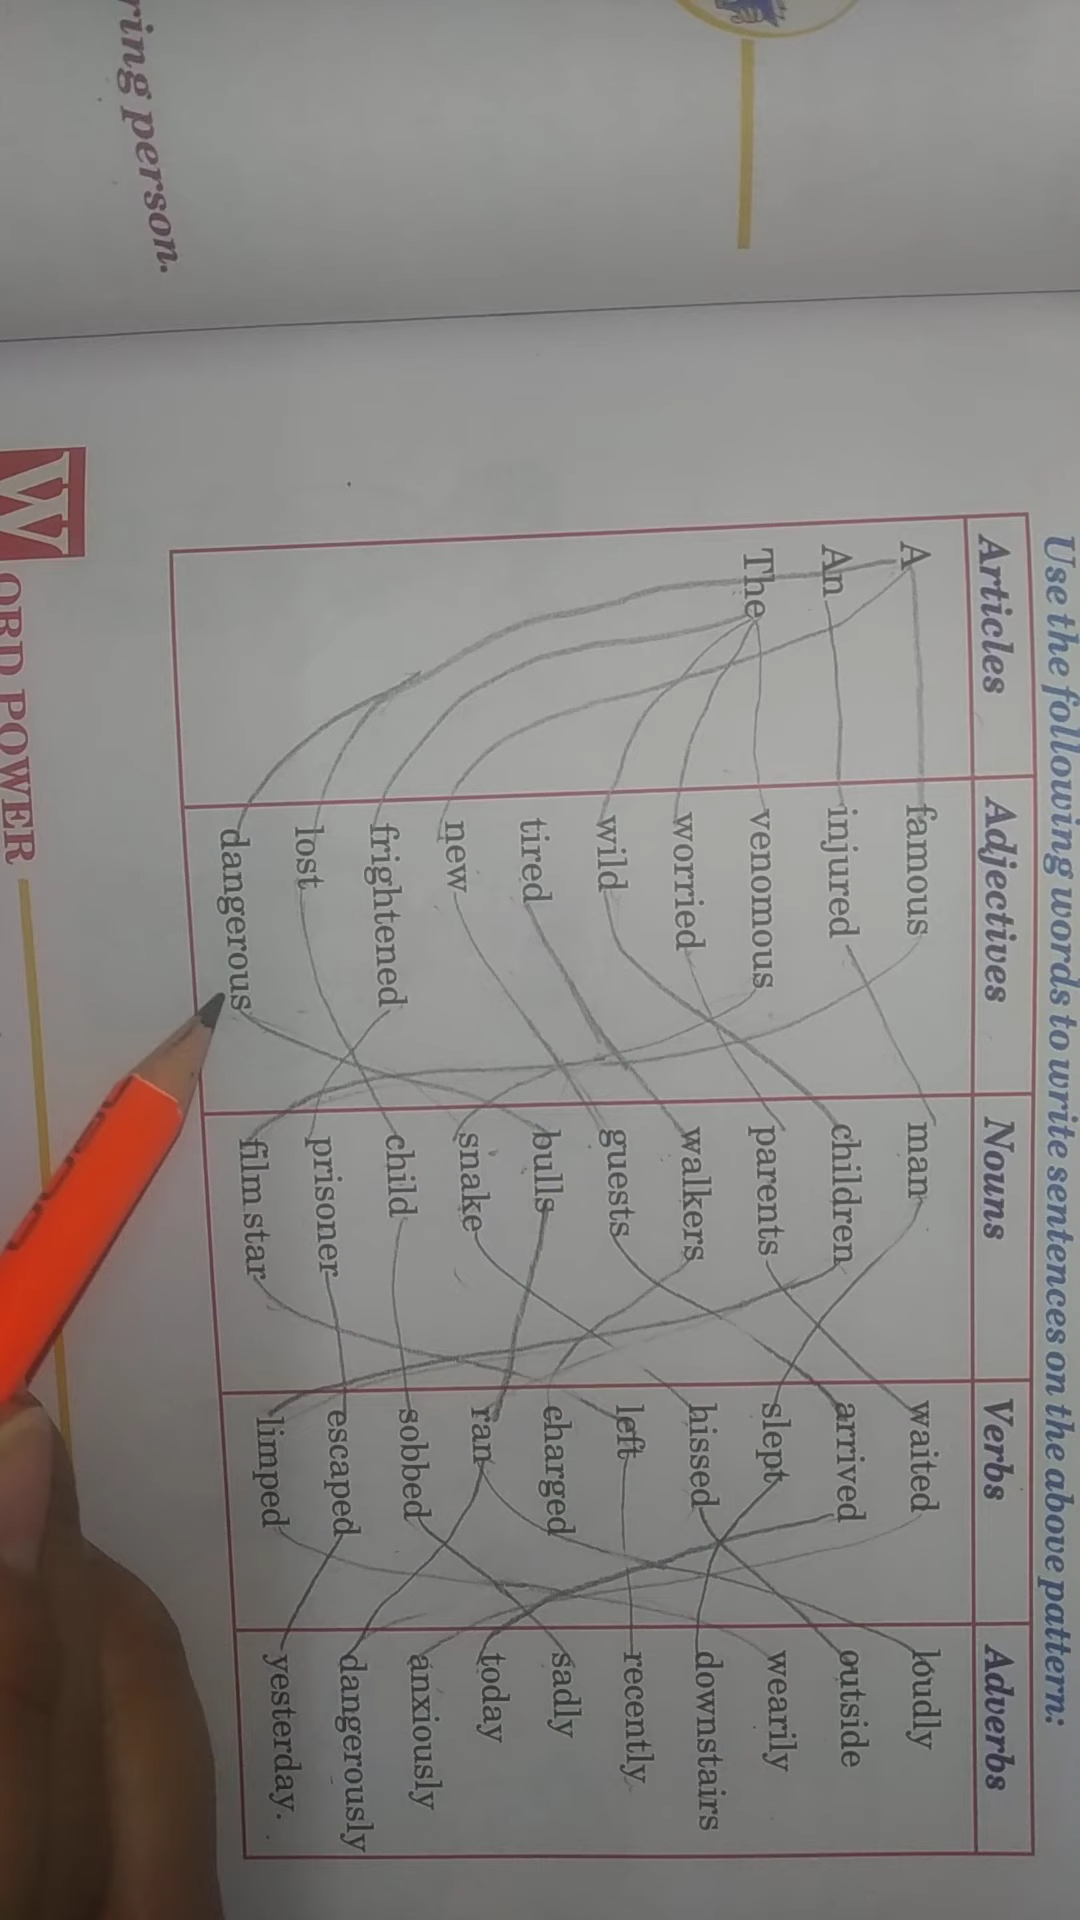 ring person.
Use the following words to write sentences on the above pattern:
Articles Adjectives Nouns Verbs Adverbs
A famous man waited loudly
An injured children arrived outside
The venomous parents slept wearily
worried walkers hissed downstairs
wild guests left recently
tired bulls charged sadly
new snake ran today
frightened child sobbed anxiously
lost prisoner escaped dangerously
dangerous film star limped yesterday.
WORD POWER